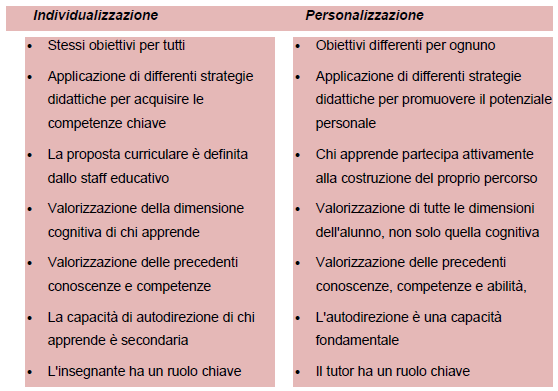 Individualizzazione
Personalizzazione
• Stessi obiettivi per tutti
• Applicazione di differenti strategie
didattiche per acquisire le
competenze chiave
• La proposta curriculare è definita
dallo staff educativo
• Valorizzazione della dimensione
cognitiva di chi apprende
• Valorizzazione delle precedenti
conoscenze e competenze
• La capacità di autodirezione di chi
apprende è secondaria
• L'insegnante ha un ruolo chiave
• Obiettivi differenti per ognuno
• Applicazione di differenti strategie
didattiche per promuovere il potenziale
personale
• Chi apprende partecipa attivamente
alla costruzione del proprio percorso
• Valorizzazione di tutte le dimensioni
dell'alunno, non solo quella cognitiva
• Valorizzazione delle precedenti
conoscenze, competenze e abilità,
• L'autodirezione è una capacità
fondamentale
• Il tutor ha un ruolo chiave